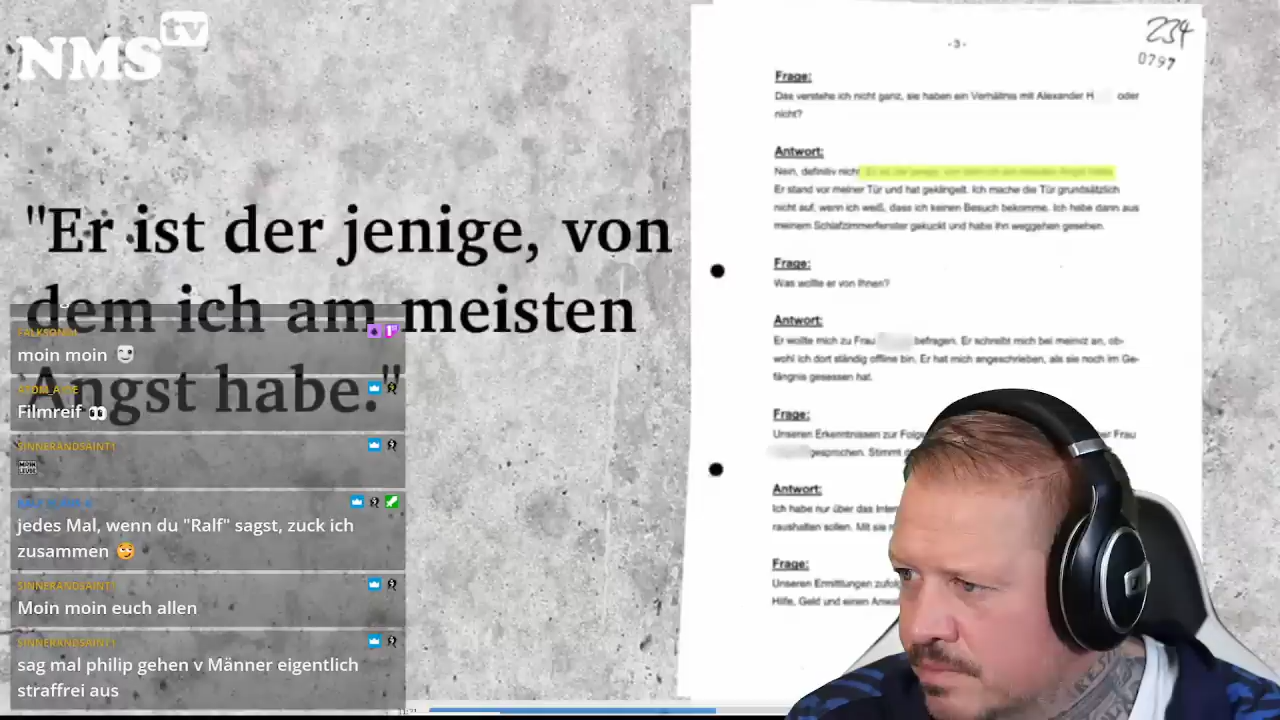 NMS tv
"Er ist der jenige, von
dem ich am meisten
Angst habe."
moin moin
Filmreif
SINNERANDSAINT1
jedes Mal, wenn du "Ralf" sagst, zuck ich
zusammen
SINNERANDSAINT1
Moin moin euch allen
SINNERANDSAINT1
sag mal philip gehen v Männer eigentlich
straffrei aus
- 3 -
234
0797
Frage:
Das verstehe ich nicht ganz, sie haben ein Verhältnis mit Alexander H oder
nicht?
Antwort:
Nein, definitiv nicht
Er stand vor meiner Tür und hat geklingelt. Ich mache die Tür grundsätzlich
nicht auf, wenn ich weiß, dass ich keinen Besuch bekomme. Ich habe dann aus
meinem Schlafzimmerfenster gekuckt und habe ihn weggehen gesehen.
Frage:
Was wollte er von Ihnen?
Antwort:
Er wollte mich zu Frau befragen. Er schreibt mich bei meinvz an, ob-
wohl ich dort ständig offline bin. Er hat mich angeschrieben, als sie noch im Ge-
fängnis gesessen hat.
Frage:
Unseren Erkenntnissen zur Folge Frau
gesprochen. Stimmt
Antwort:
Ich habe nur über das
raushalten sollen. Mit sie
Frage:
Unseren Ermittlungen
Hilfe, Geld und einen